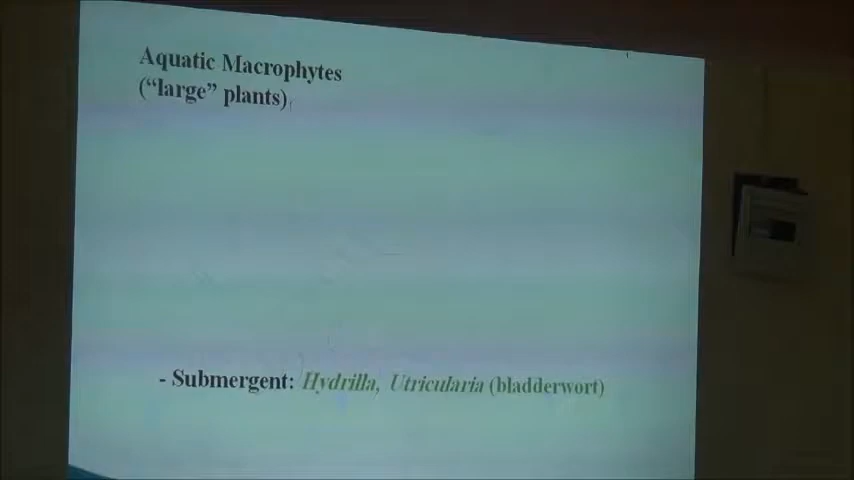 Aquatic Macrophytes
(“large” plants)
- Submergent: Hydrilla, Utricularia (bladderwort)